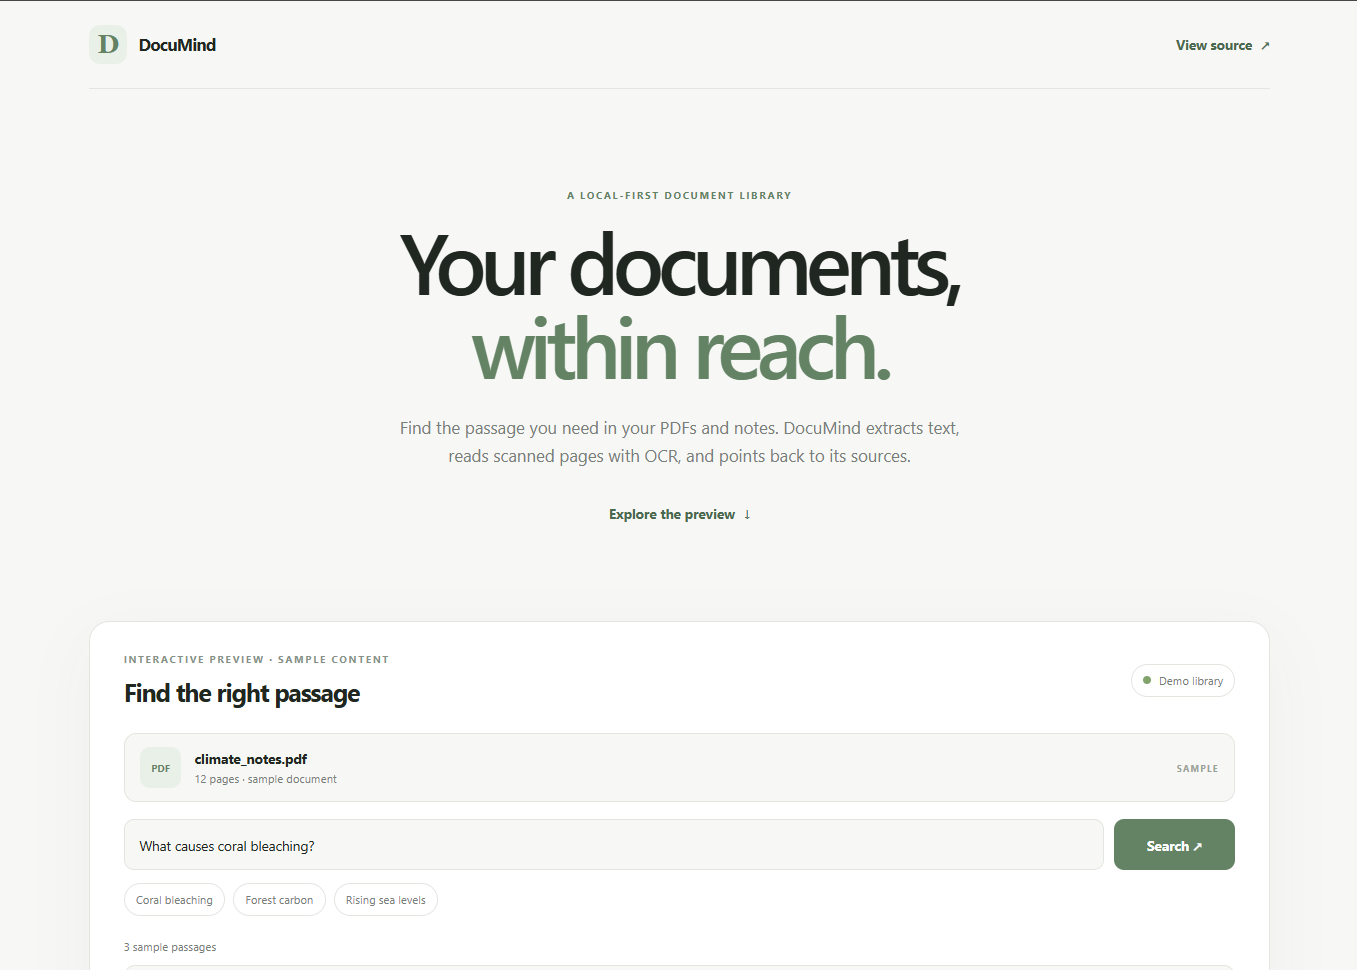 D DocuMind
View source ↗
A LOCAL-FIRST DOCUMENT LIBRARY
Your documents,
within reach.
Find the passage you need in your PDFs and notes. DocuMind extracts text,
reads scanned pages with OCR, and points back to its sources.
Explore the preview ↓
INTERACTIVE PREVIEW · SAMPLE CONTENT
Find the right passage
Demo library
PDF
climate_notes.pdf
12 pages · sample document
SAMPLE
What causes coral bleaching?
Search ↗
Coral bleaching
Forest carbon
Rising sea levels
3 sample passages